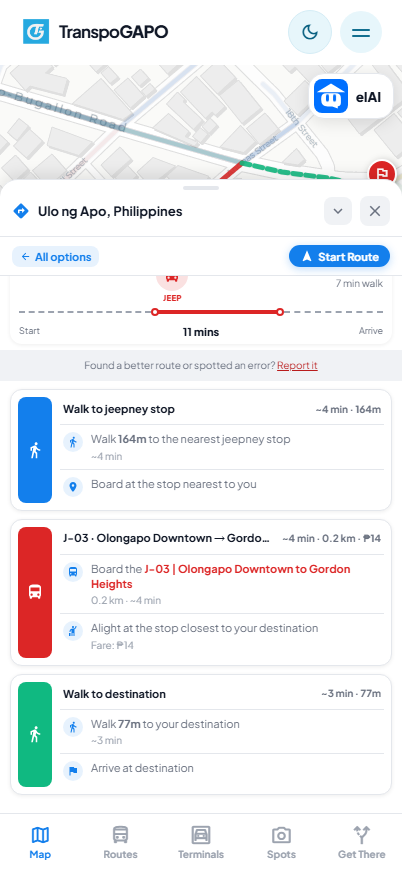 TranspoGAPO
o-Bugallon Road
16th Street
Street
Street
elAI
Ulo ng Apo, Philippines
← All options
Start Route
7 min walk
JEEP
Start
11 mins
Arrive
Found a better route or spotted an error? Report it
Walk to jeepney stop
~4 min · 164m
Walk 164m to the nearest jeepney stop
~4 min
Board at the stop nearest to you
J-03 · Olongapo Downtown → Gordo...
~4 min · 0.2 km · ₱14
Board the J-03 | Olongapo Downtown to Gordon
Heights
0.2 km · ~4 min
Alight at the stop closest to your destination
Fare: ₱14
Walk to destination
~3 min · 77m
Walk 77m to your destination
~3 min
Arrive at destination
Map
Routes
Terminals
Spots
Get There